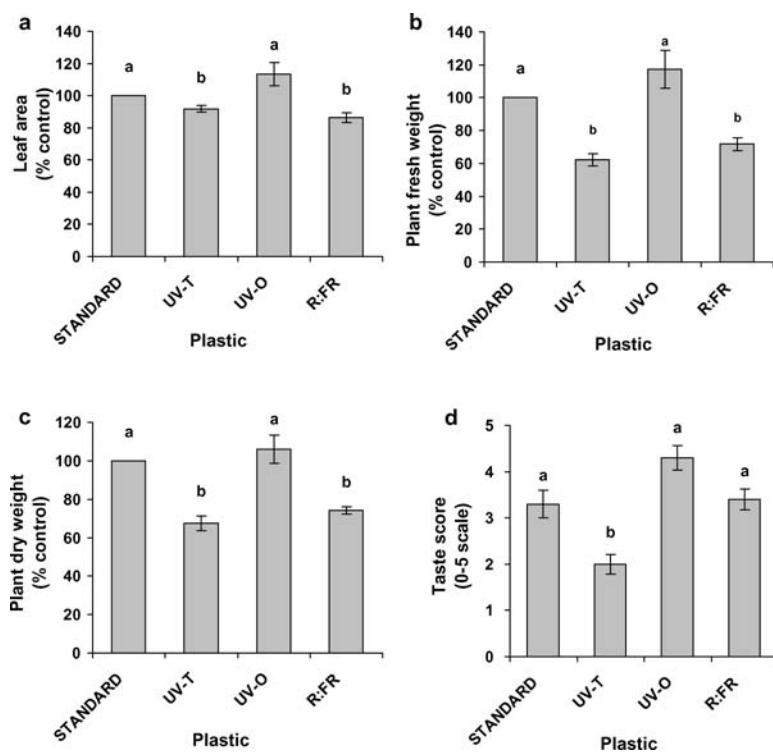 a
Leaf area
(% control)
140
120
100
80
60
40
20
0
a
b
a
b
STANDARD
UV-T
UV-O
R:FR
Plastic
b
Plant fresh weight
(% control)
140
120
100
80
60
40
20
0
a
b
a
b
STANDARD
UV-T
UV-O
R:FR
Plastic
c
Plant dry weight
(% control)
120
100
80
60
40
20
0
a
b
a
b
STANDARD
UV-T
UV-O
R:FR
Plastic
d
Taste score
(0-5 scale)
5
4
3
2
1
0
a
b
a
a
STANDARD
UV-T
UV-O
R:FR
Plastic